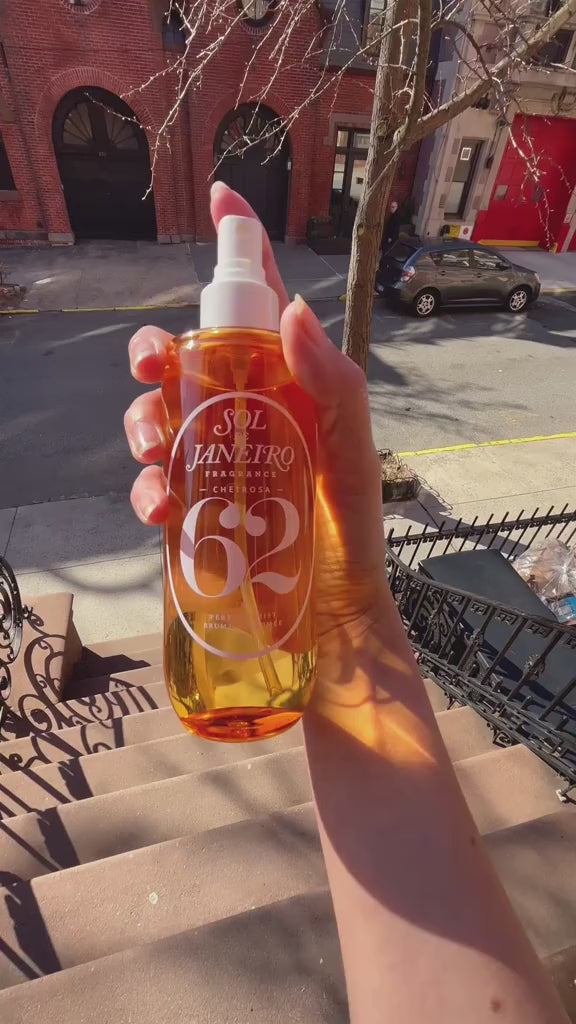 SOL
DE
JANEIRO
FRAGRANCE
CHEIROSA
62